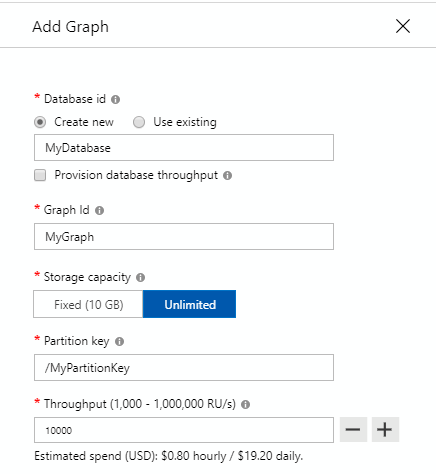 Add Graph
* Database id
Create new Use existing
MyDatabase
Provision database throughput
* Graph Id
MyGraph
* Storage capacity
Fixed (10 GB) Unlimited
* Partition key
/MyPartitionKey
* Throughput (1,000 - 1,000,000 RU/s)
10000
Estimated spend (USD): $0.80 hourly / $19.20 daily.